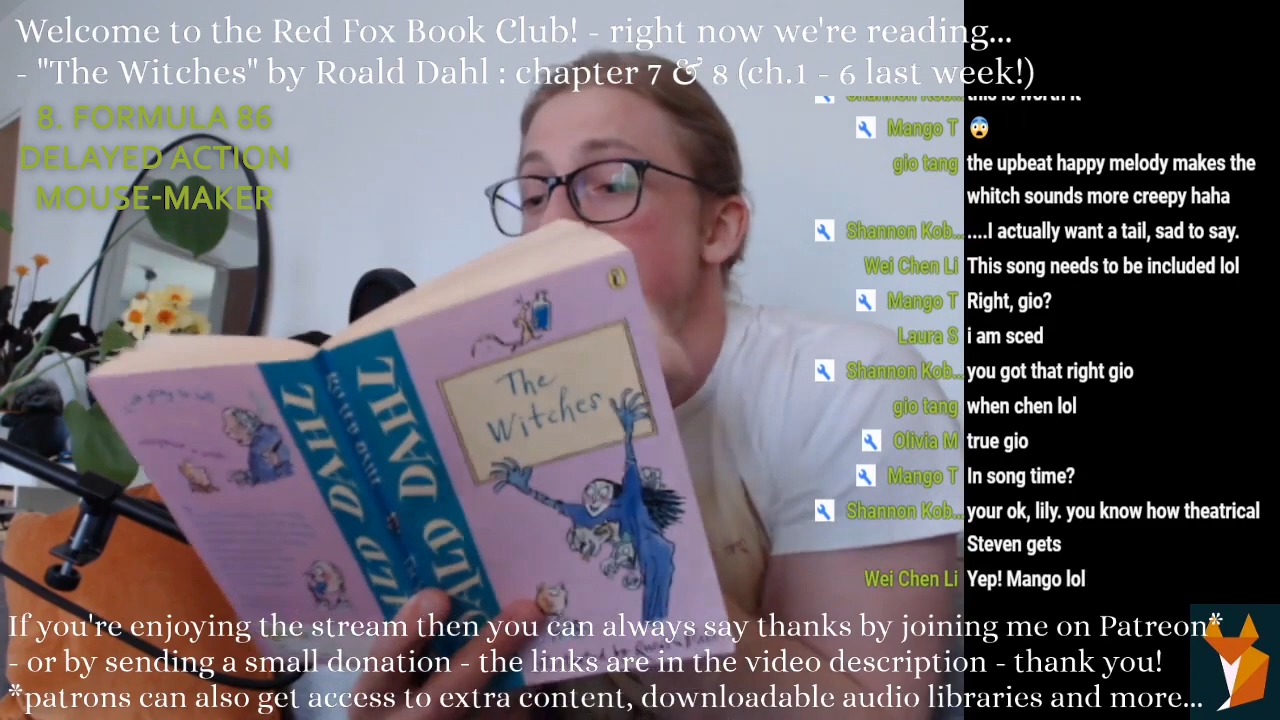 Welcome to the Red Fox Book Club! - right now we're reading...
- "The Witches" by Roald Dahl : chapter 7 & 8 (ch.1 - 6 last week!)
8. FORMULA 86
DELAYED ACTION
MOUSE-MAKER
Shannon Kob... this is worth it
Mango T 😨
gio tang the upbeat happy melody makes the
whitch sounds more creepy haha
Shannon Kob... ....I actually want a tail, sad to say.
Wei Chen Li This song needs to be included lol
Mango T Right, gio?
Laura S i am sced
Shannon Kob... you got that right gio
gio tang when chen lol
Olivia M true gio
Mango T In song time?
Shannon Kob... your ok, lily. you know how theatrical
Steven gets
Wei Chen Li Yep! Mango lol
The
Witches
ROALD DAHL
DAHL
If you're enjoying the stream then you can always say thanks by joining me on Patreon*
- or by sending a small donation - the links are in the video description - thank you!
*patrons can also get access to extra content, downloadable audio libraries and more...